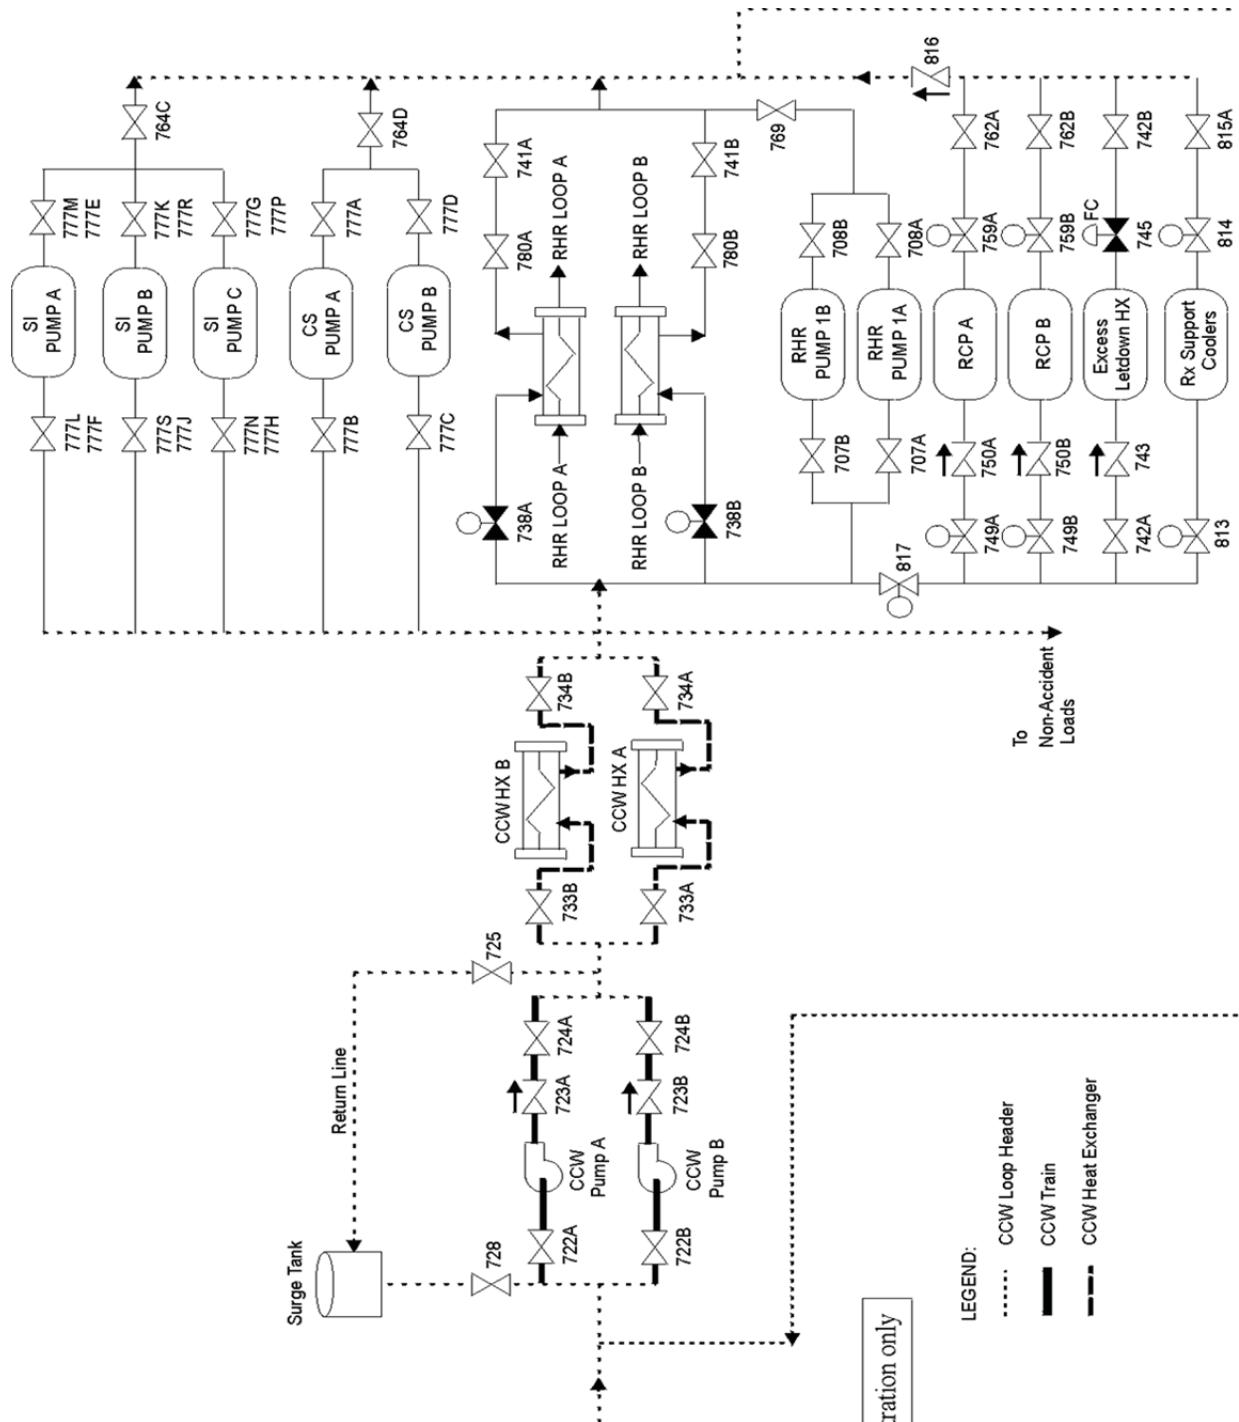 816
764C
764D
769
741A
741B
762A
762B
742B
815A
777M
777E
777K
777R
777G
777P
777A
777D
RHR LOOP A
RHR LOOP B
780A
780B
708B
708A
759A
759B
FC
745
814
SI
PUMP A
SI
PUMP B
SI
PUMP C
CS
PUMP A
CS
PUMP B
RHR
PUMP 1B
RHR
PUMP 1A
RCP A
RCP B
Excess
Letdown HX
Rx Support
Coolers
777L
777F
777S
777J
777N
777H
777B
777C
707B
707A
750A
750B
743
RHR LOOP A
RHR LOOP B
738A
738B
817
749A
749B
742A
813
To
Non-Accident
Loads
734B
734A
CCW HX B
CCW HX A
733B
733A
725
Return Line
724A
724B
723A
723B
CCW
Pump A
CCW
Pump B
722A
722B
728
Surge Tank
LEGEND:
CCW Loop Header
CCW Train
CCW Heat Exchanger
tration only